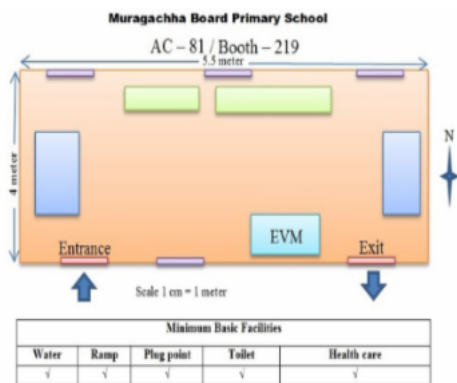 Muragachha Board Primary School
AC – 81 / Booth – 219
5.5 meter
4 meter
N
EVM
Entrance
Exit
Scale 1 cm = 1 meter
Minimum Basic Facilities
Water Ramp Plug point Toilet Health care
√ √ √ √ √